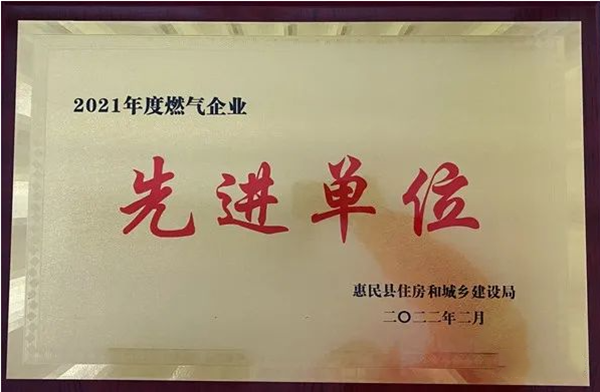 2021年度燃气企业
先进单位
惠民县住房和城乡建设局
二〇二二年二月